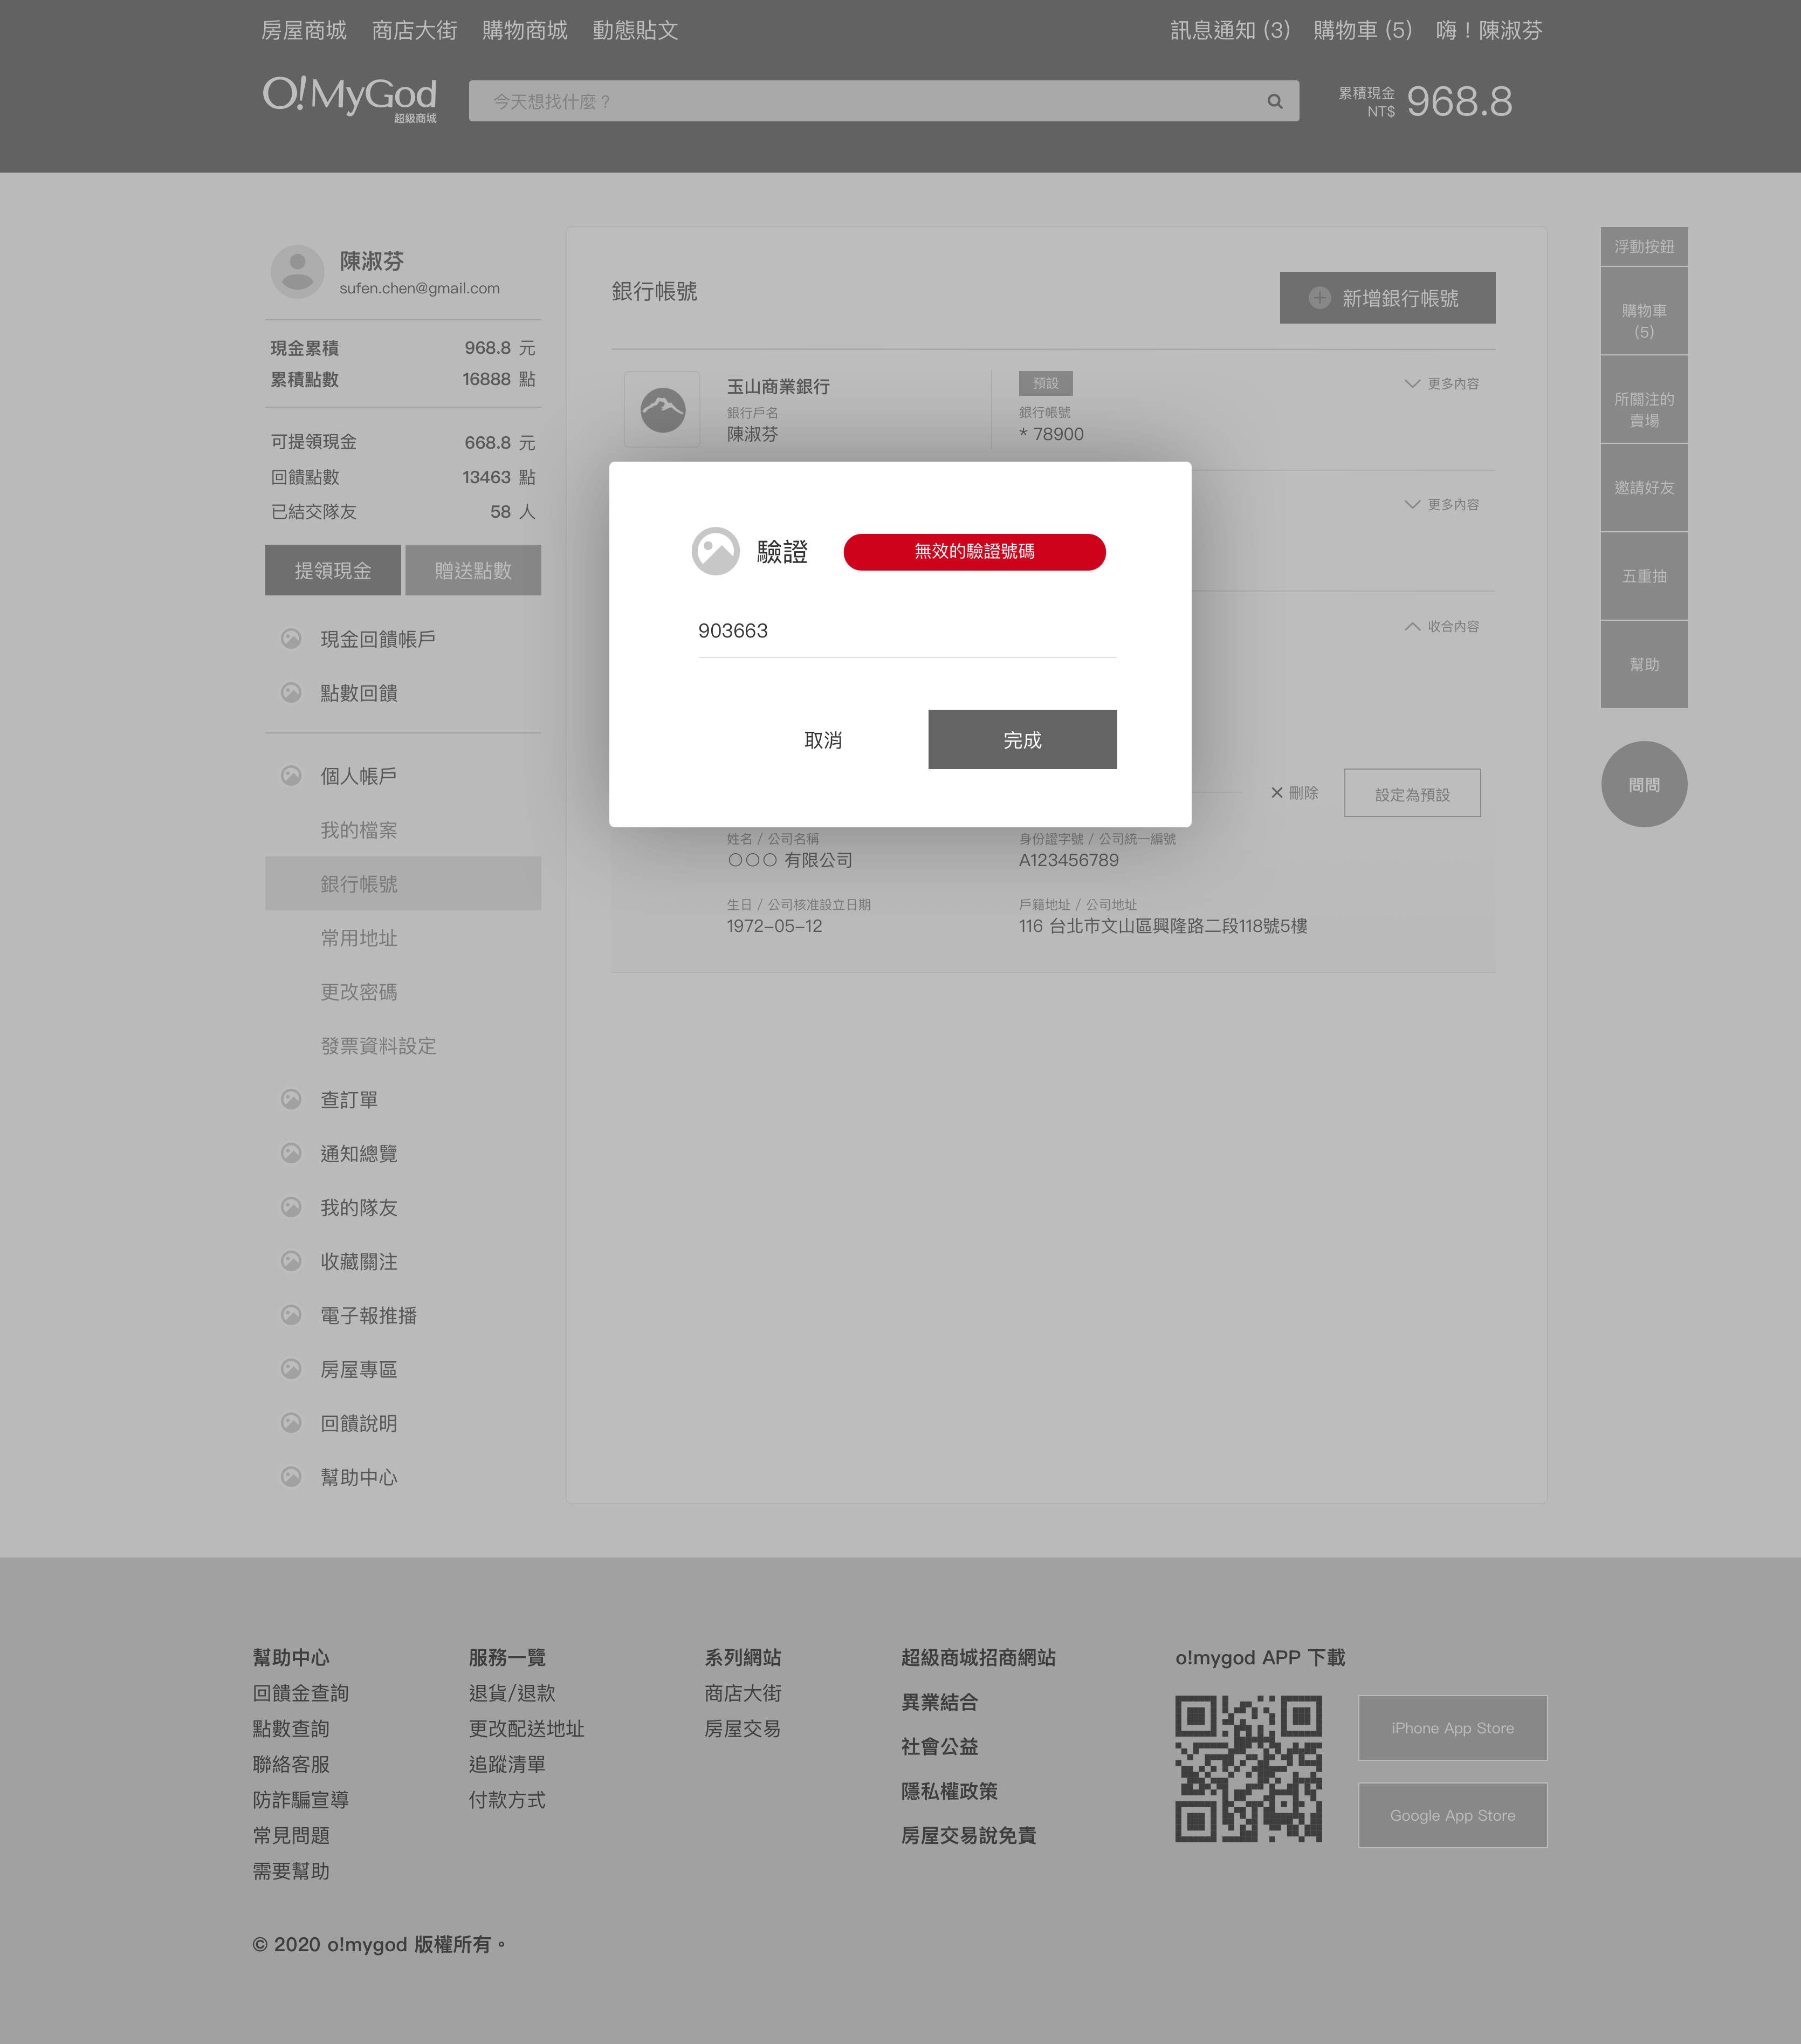 房屋商城 商店大街 購物商城 動態貼文
訊息通知 (3) 購物車 (5) 嗨！陳淑芬
O!MyGod
超級商城
今天想找什麼？
累積現金
NT$
968.8
陳淑芬
sufen.chen@gmail.com
現金累積 968.8 元
累積點數 16888 點
可提領現金 668.8 元
回饋點數 13463 點
已結交隊友 58 人
提領現金 贈送點數
現金回饋帳戶
點數回饋
個人帳戶
我的檔案
銀行帳號
常用地址
更改密碼
發票資料設定
查訂單
通知總覽
我的隊友
收藏關注
電子報推播
房屋專區
回饋說明
幫助中心
銀行帳號
新增銀行帳號
玉山商業銀行
銀行戶名
陳淑芬
預設
銀行帳號
* 78900
更多內容
更多內容
收合內容
驗證
無效的驗證號碼
903663
取消
完成
刪除
設定為預設
姓名 / 公司名稱
○○○ 有限公司
身份證字號 / 公司統一編號
A123456789
生日 / 公司核准設立日期
1972-05-12
戶籍地址 / 公司地址
116 台北市文山區興隆路二段118號5樓
浮動按鈕
購物車
(5)
所關注的
賣場
邀請好友
五重抽
幫助
問問
幫助中心
回饋金查詢
點數查詢
聯絡客服
防詐騙宣導
常見問題
需要幫助
服務一覽
退貨/退款
更改配送地址
追蹤清單
付款方式
系列網站
商店大街
房屋交易
超級商城招商網站
異業結合
社會公益
隱私權政策
房屋交易說免責
o!mygod APP 下載
iPhone App Store
Google App Store
© 2020 o!mygod 版權所有。